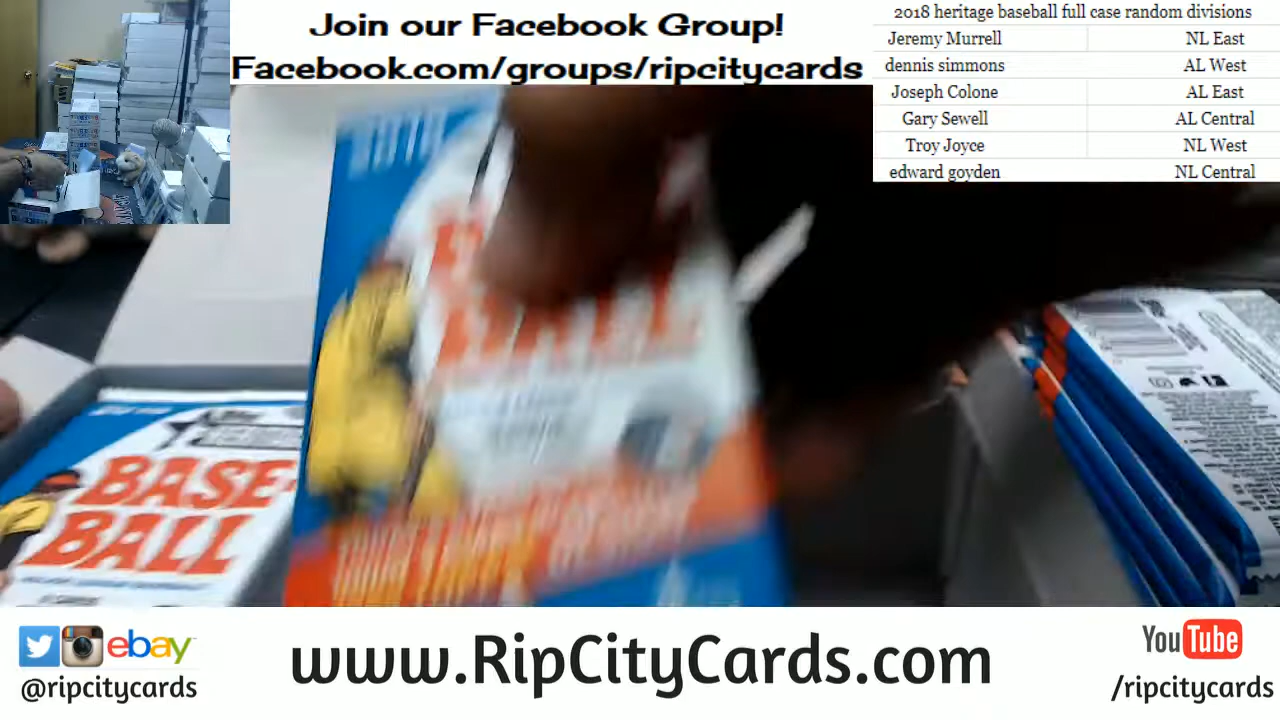 Join our Facebook Group!
Facebook.com/groups/ripcitycards
2018 heritage baseball full case random divisions
Jeremy Murrell NL East
dennis simmons AL West
Joseph Colone AL East
Gary Sewell AL Central
Troy Joyce NL West
edward goyden NL Central
BASE-
BALL
ebay
@ripcitycards
www.RipCityCards.com
YouTube
/ripcitycards